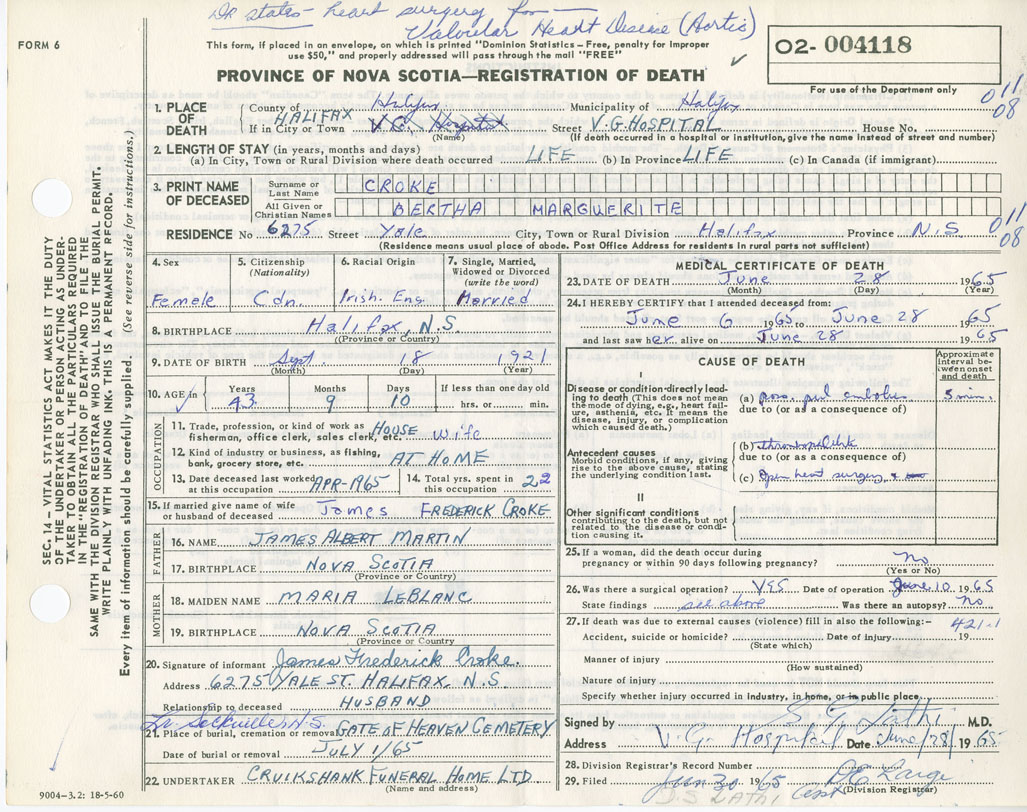 DR states - heart surgery for -
Valvular Heart Disease (Aortic)
FORM 6
This form, if placed in an envelope, on which is printed "Dominion Statistics - Free, penalty for improper
use $50," and properly addressed will pass through the mail "FREE"
02- 004118
For use of the Department only
PROVINCE OF NOVA SCOTIA—REGISTRATION OF DEATH
011
08
1. PLACE OF DEATH County of Halifax Municipality of Halifax
HALIFAX
If in City or Town V.G. Hospital Street V.G. HOSPITAL House No.
(Name) (If death occurred in a hospital or institution, give the name instead of street and number)
2. LENGTH OF STAY (in years, months and days)
(a) In City, Town or Rural Division where death occurred LIFE (b) In Province LIFE (c) In Canada (if immigrant)
3. PRINT NAME OF DECEASED Surname or Last Name CROKE
All Given or Christian Names BERTHA MARGUERITE
RESIDENCE No 6275 Street Yale City, Town or Rural Division Halifax Province N.S.
011
08
(Residence means usual place of abode. Post Office Address for residents in rural parts not sufficient)
4. Sex Female
5. Citizenship (Nationality) Cdn.
6. Racial Origin Irish. Eng.
7. Single, Married, Widowed or Divorced (write the word) Married
8. BIRTHPLACE Halifax, N.S.
(Province or Country)
9. DATE OF BIRTH Sept 18 1921
(Month) (Day) (Year)
10. AGE in Years 43 Months 9 Days 10 If less than one day old hrs. or min.
OCCUPATION
11. Trade, profession, or kind of work as fisherman, office clerk, sales clerk, etc. HOUSE wife
12. Kind of industry or business, as fishing, bank, grocery store, etc. AT HOME
13. Date deceased last worked at this occupation APR-1965 14. Total yrs. spent in this occupation 22
15. If married give name of wife or husband of deceased James FREDERICK CROKE
FATHER
16. NAME JAMES ALBERT MARTIN
17. BIRTHPLACE NOVA SCOTIA
(Province or Country)
MOTHER
18. MAIDEN NAME MARIA LEBLANC
19. BIRTHPLACE NOVA SCOTIA
(Province or Country)
20. Signature of informant James Frederick Croke.
Address 6275 YALE ST. HALIFAX, N.S
Relationship to deceased HUSBAND
Sackville N.S.
21. Place of burial, cremation or removal GATE OF HEAVEN CEMETERY
Date of burial or removal JULY 1/65
22. UNDERTAKER CRUIKSHANK FUNERAL HOME LTD
(Name and address)
9004-3.2: 18-5-60
MEDICAL CERTIFICATE OF DEATH
23. DATE OF DEATH June 28 1965
(Month) (Day) (Year)
24. I HEREBY CERTIFY that I attended deceased from:
June 6 1965 to June 28 1965
and last saw her alive on June 28 1965
CAUSE OF DEATH
Approximate interval between onset and death
I
Disease or condition directly leading to death (This does not mean the mode of dying, e.g., heart failure, asthenia, etc. It means the disease, injury, or complication which caused death.)
(a) poss. pul embolus 5 min.
due to (or as a consequence of)
Antecedent causes
Morbid conditions, if any, giving rise to the above cause, stating the underlying condition last.
(b)
due to (or as a consequence of)
(c) Open heart surgery
II
Other significant conditions
contributing to the death, but not related to the disease or condition causing it.
25. If a woman, did the death occur during pregnancy or within 90 days following pregnancy? No
(Yes or No)
26. Was there a surgical operation? YES Date of operation June 10 1965
State findings see above Was there an autopsy? No
27. If death was due to external causes (violence) fill in also the following:- 421.1
Accident, suicide or homicide? Date of injury 19
(State which)
Manner of injury
(How sustained)
Nature of injury
Specify whether injury occurred in industry, in home, or in public place
Signed by S. G. Lathi M.D.
Address V.G. Hospital Date June/28/ 1965
28. Division Registrar's Record Number
29. Filed Jun 30 1965
(Division Registrar)
S LATHI
SEC. 14 - VITAL STATISTICS ACT MAKES IT THE DUTY
OF THE UNDERTAKER OR PERSON ACTING AS UNDER-
TAKER TO OBTAIN ALL THE PARTICULARS REQUIRED
IN THE "REGISTRATION OF DEATH" AND TO FILE THE
SAME WITH THE DIVISION REGISTRAR WHO SHALL ISSUE THE BURIAL PERMIT.
WRITE PLAINLY WITH UNFADING INK. THIS IS A PERMANENT RECORD.
Every item of information should be carefully supplied. (See reverse side for instructions.)